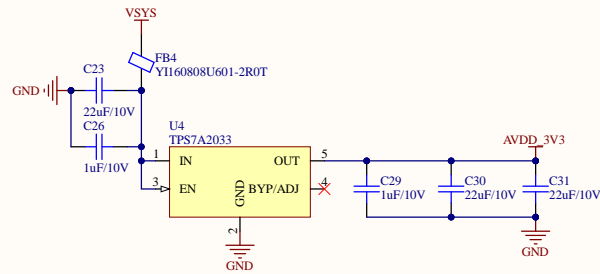 VSYS
FB4
YI160808U601-2R0T
C23
GND
22uF/10V
C26
1uF/10V
U4
TPS7A2033
1
IN
OUT
5
AVDD_3V3
3
EN
GND
BYP/ADJ
4
C29
1uF/10V
C30
22uF/10V
C31
22uF/10V
2
GND
GND